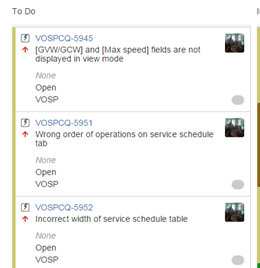 To Do
VOSPCQ-5945
[GVW/GCW] and [Max speed] fields are not
displayed in view mode
None
Open
VOSP
VOSPCQ-5951
Wrong order of operations on service schedule
tab
None
Open
VOSP
VOSPCQ-5952
Incorrect width of service schedule table
None
Open
VOSP